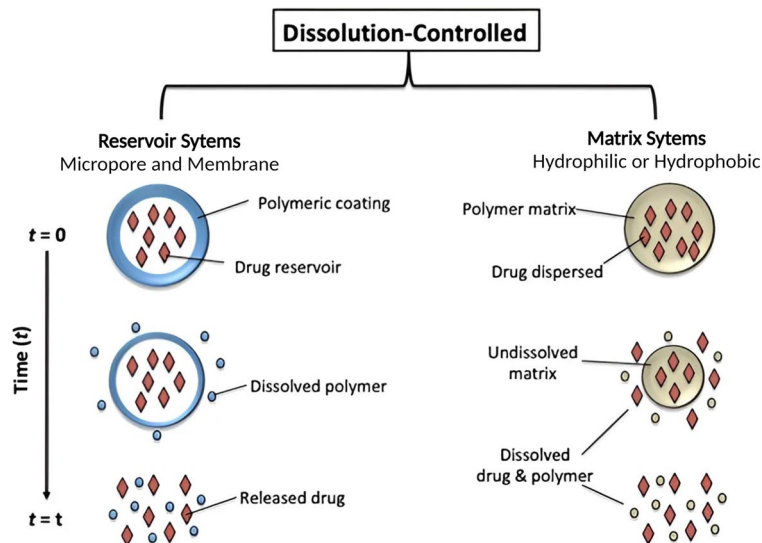 Dissolution-Controlled
Reservoir Sytems
Micropore and Membrane
Matrix Sytems
Hydrophilic or Hydrophobic
Polymeric coating
Drug reservoir
Polymer matrix
Drug dispersed
t = 0
Time (t)
Dissolved polymer
Undissolved
matrix
Dissolved
drug & polymer
Released drug
t = t